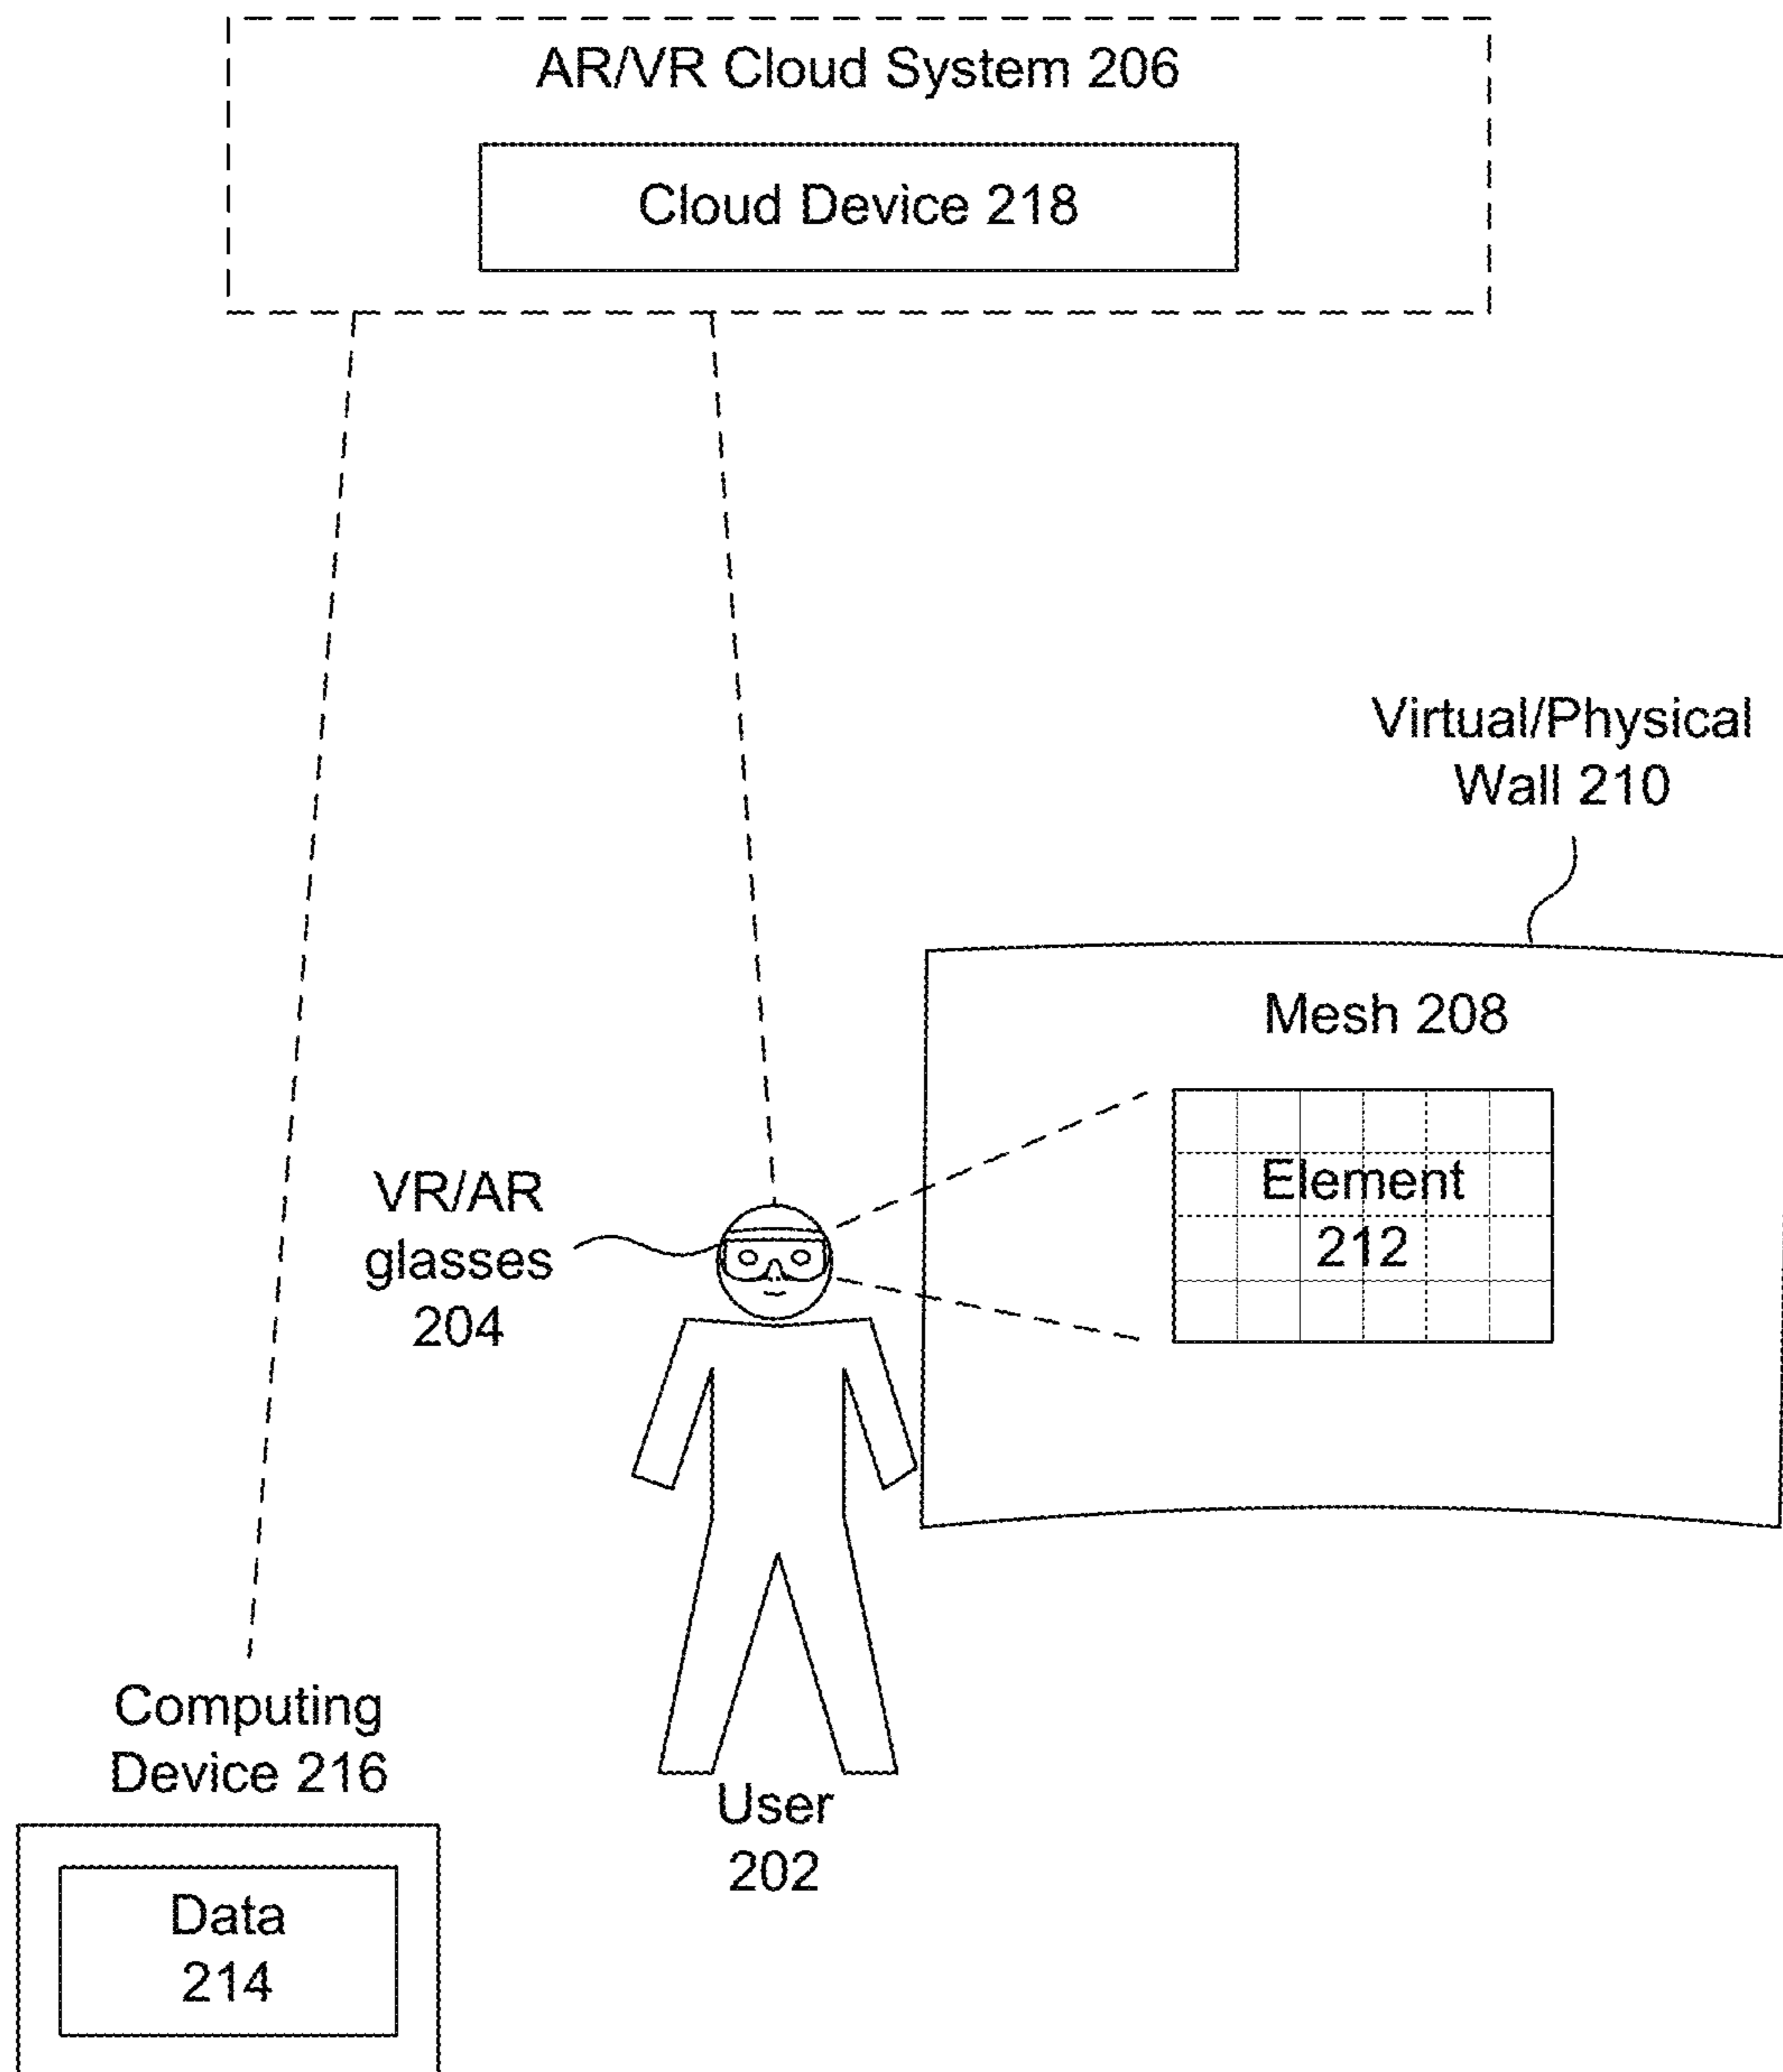 AR/VR Cloud System 206
Cloud Device 218
Virtual/Physical
Wall 210
Mesh 208
Element
212
VR/AR
glasses
204
Computing
Device 216
Data
214
User
202